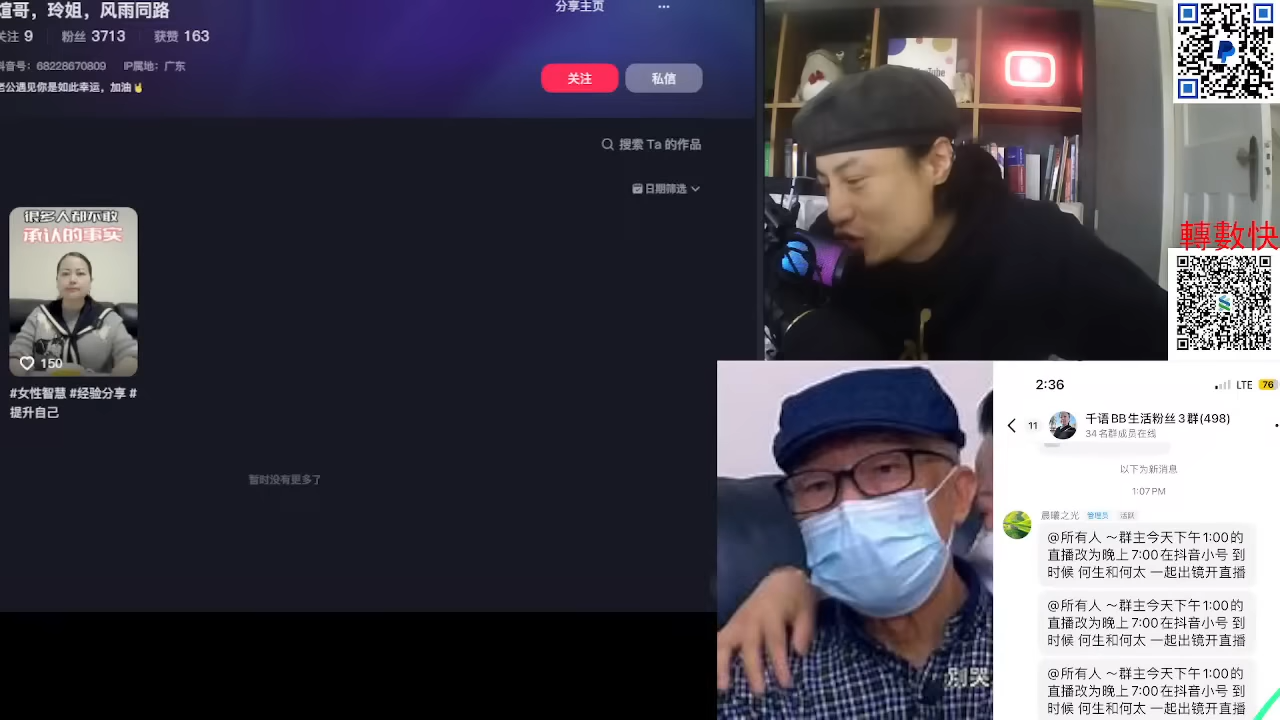 煊哥，玲姐，风雨同路
分享主页
关注 9
粉丝 3713
获赞 163
抖音号：68228670809
IP属地：广东
老公遇见你是如此幸运，加油
关注
私信
搜索 Ta 的作品
日期筛选
很多人都不敢
承认的事实
150
#女性智慧 #经验分享 #
提升自己
暂时没有更多了
轉數快
别哭
2:36
LTE
76
11
千语BB生活粉丝3群(498)
34名群成员在线
以下为新消息
1:07 PM
晨曦之光
管理员
活跃
@所有人 ～群主今天下午1:00的
直播改为晚上7:00在抖音小号 到
时候 何生和何太 一起出镜开直播
@所有人 ～群主今天下午1:00的
直播改为晚上7:00在抖音小号 到
时候 何生和何太 一起出镜开直播
@所有人 ～群主今天下午1:00的
直播改为晚上7:00在抖音小号 到
时候 何生和何太 一起出镜开直播